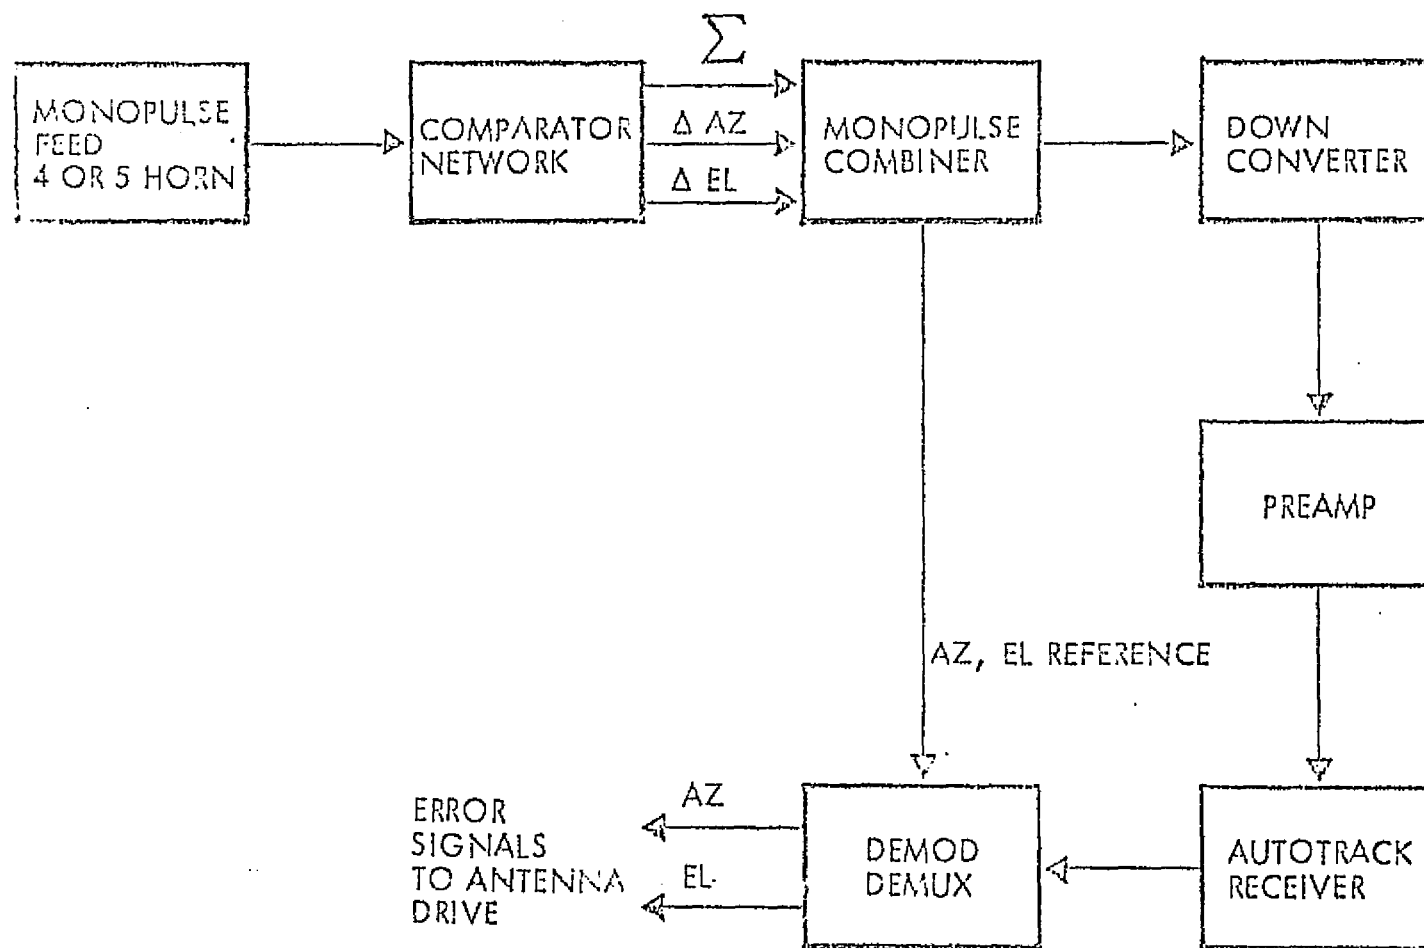 Σ
MONOPULSE
FEED
4 OR 5 HORN
COMPARATOR
NETWORK
Δ AZ
Δ EL
MONOPULSE
COMBINER
DOWN
CONVERTER
PREAMP
AZ, EL REFERENCE
ERROR
SIGNALS
TO ANTENNA
DRIVE
AZ
EL
DEMOD
DEMUX
AUTOTRACK
RECEIVER